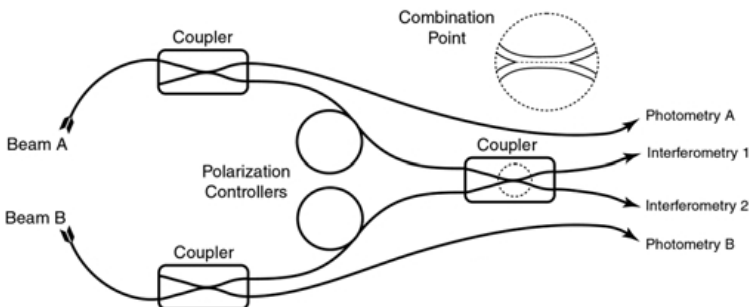 Combination
Point
Coupler
Beam A
Photometry A
Coupler
Interferometry 1
Polarization
Controllers
Beam B
Interferometry 2
Photometry B
Coupler